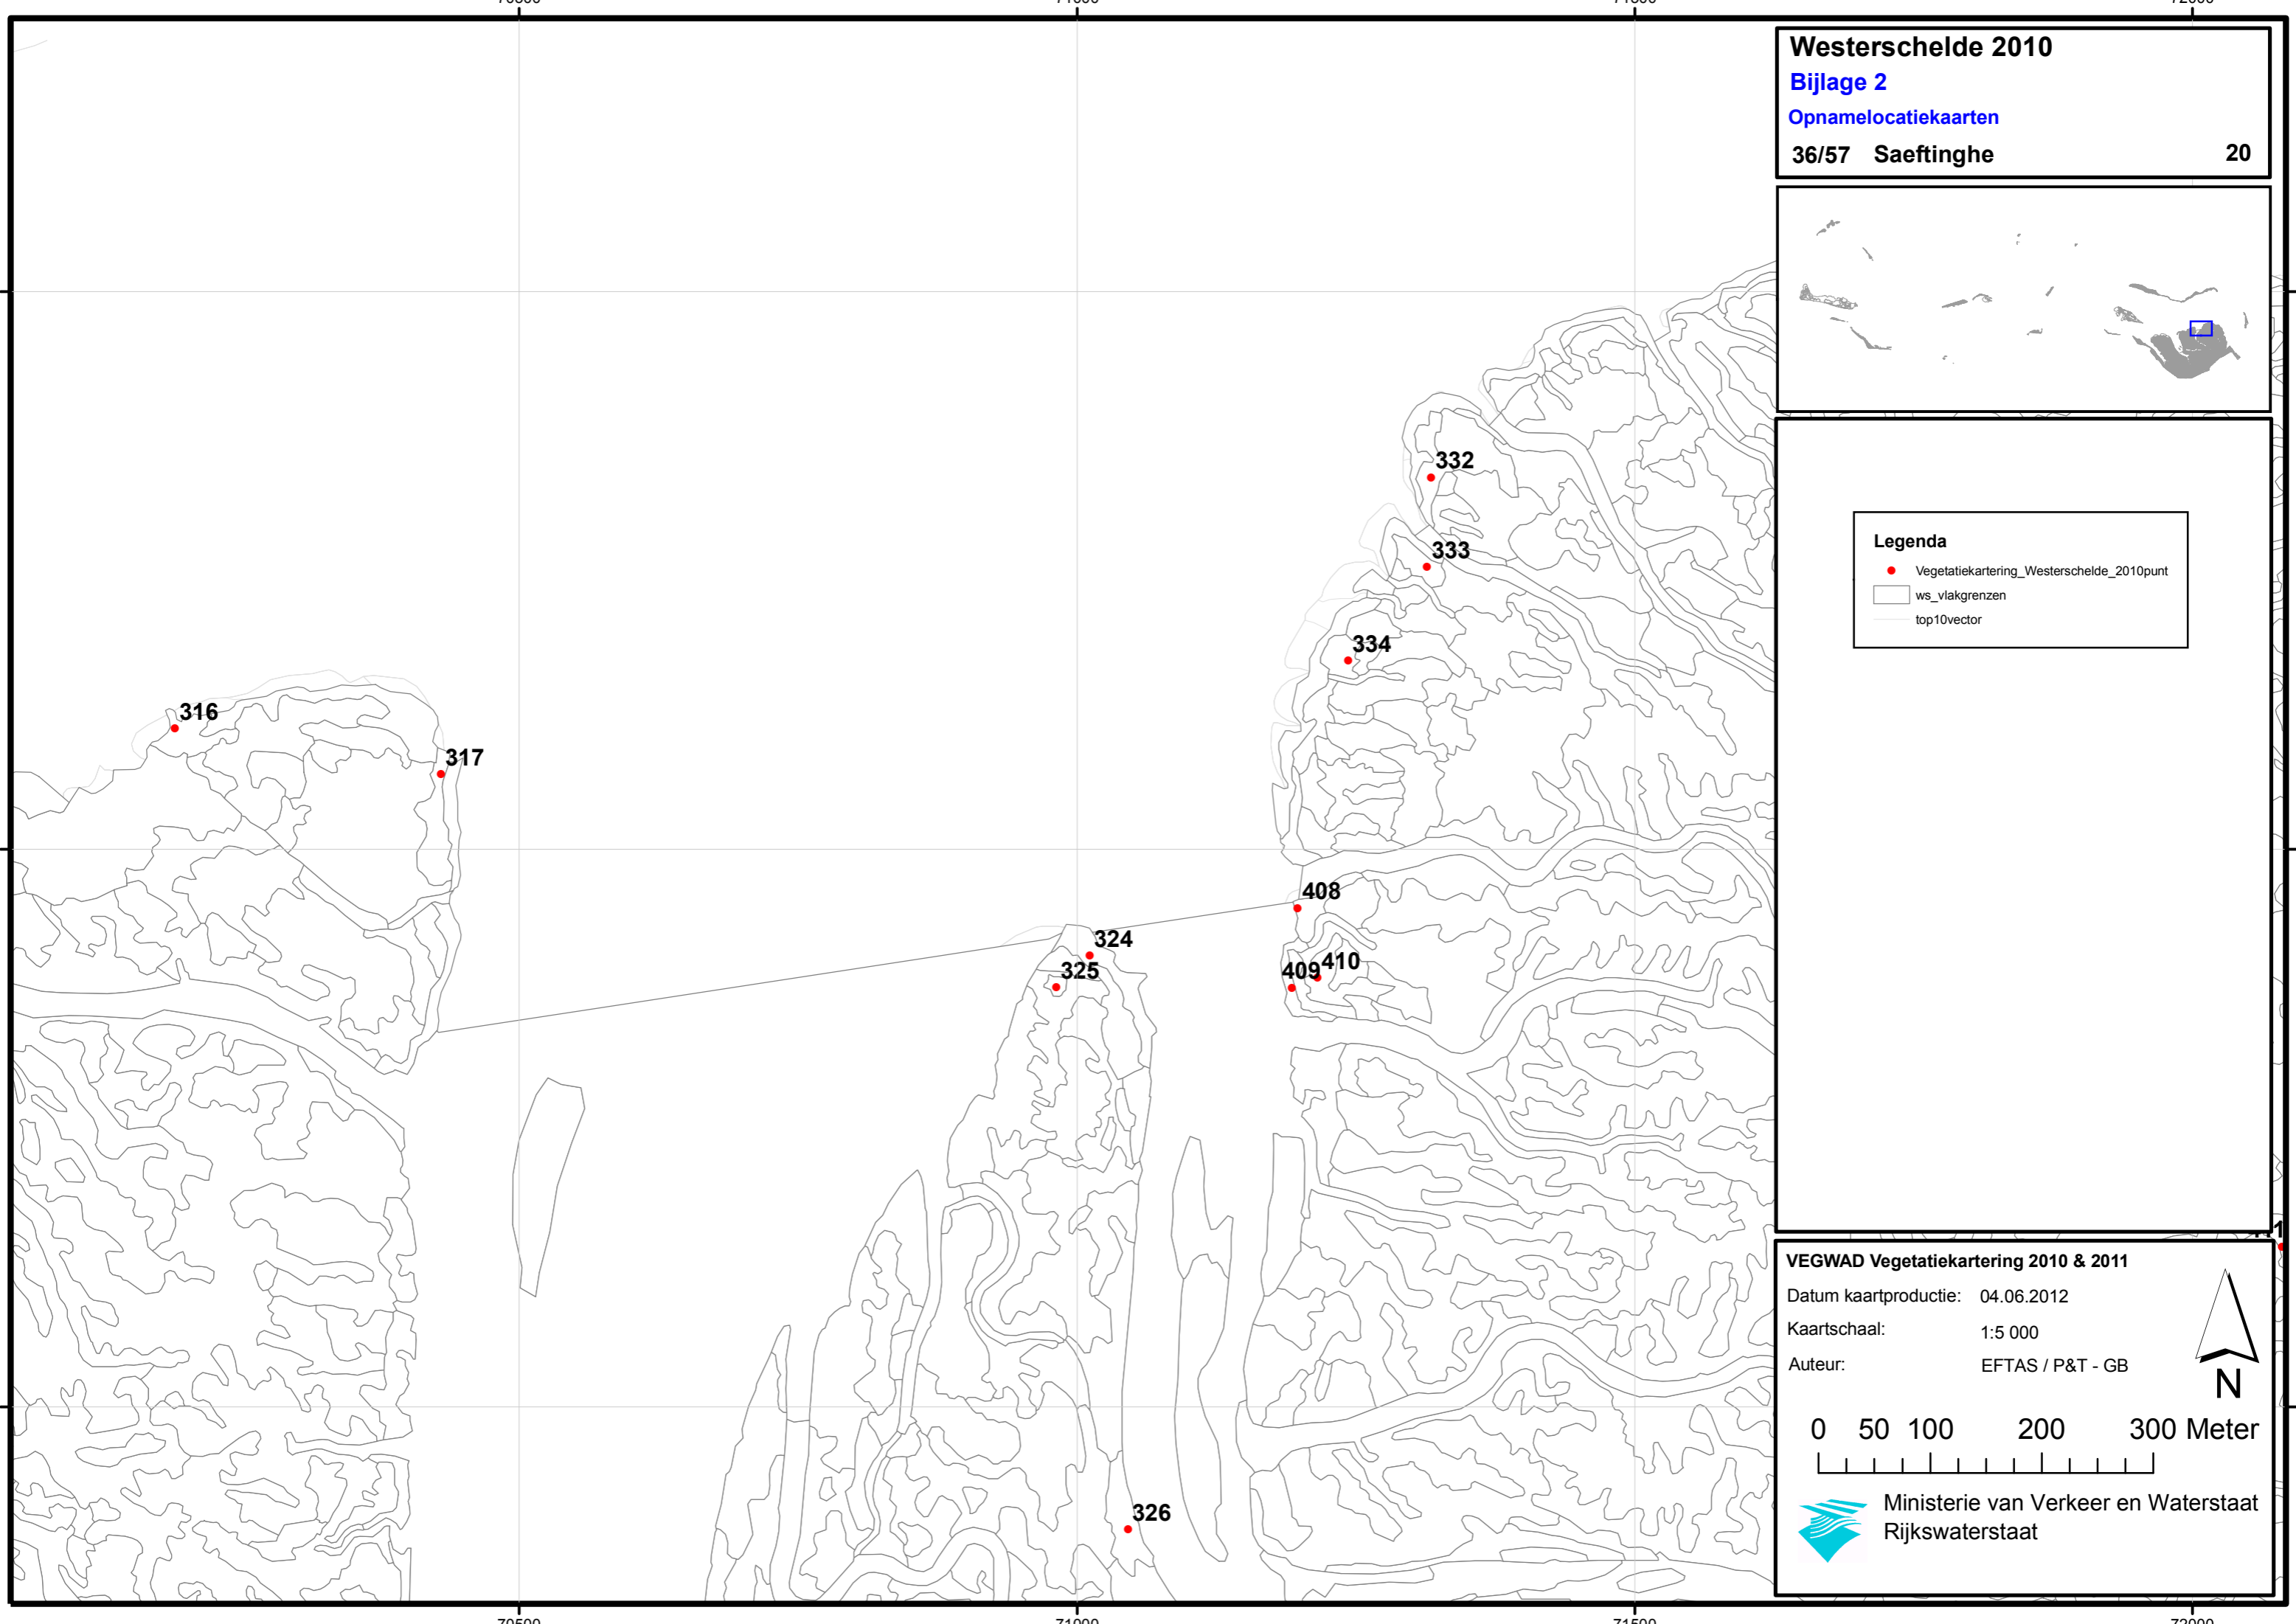 Westerschelde 2010
Bijlage 2
Opnamelocatiekaarten
36/57 Saeftinghe 20
332
333
334
316
317
408
324
325
409
410
326
Legenda
Vegetatiekartering_Westerschelde_2010punt
ws_vlakgrenzen
top10vector
VEGWAD Vegetatiekartering 2010 & 2011
Datum kaartproductie: 04.06.2012
Kaartschaal: 1:5 000
Auteur: EFTAS / P&T - GB
N
0 50 100 200 300 Meter
Ministerie van Verkeer en Waterstaat
Rijkswaterstaat